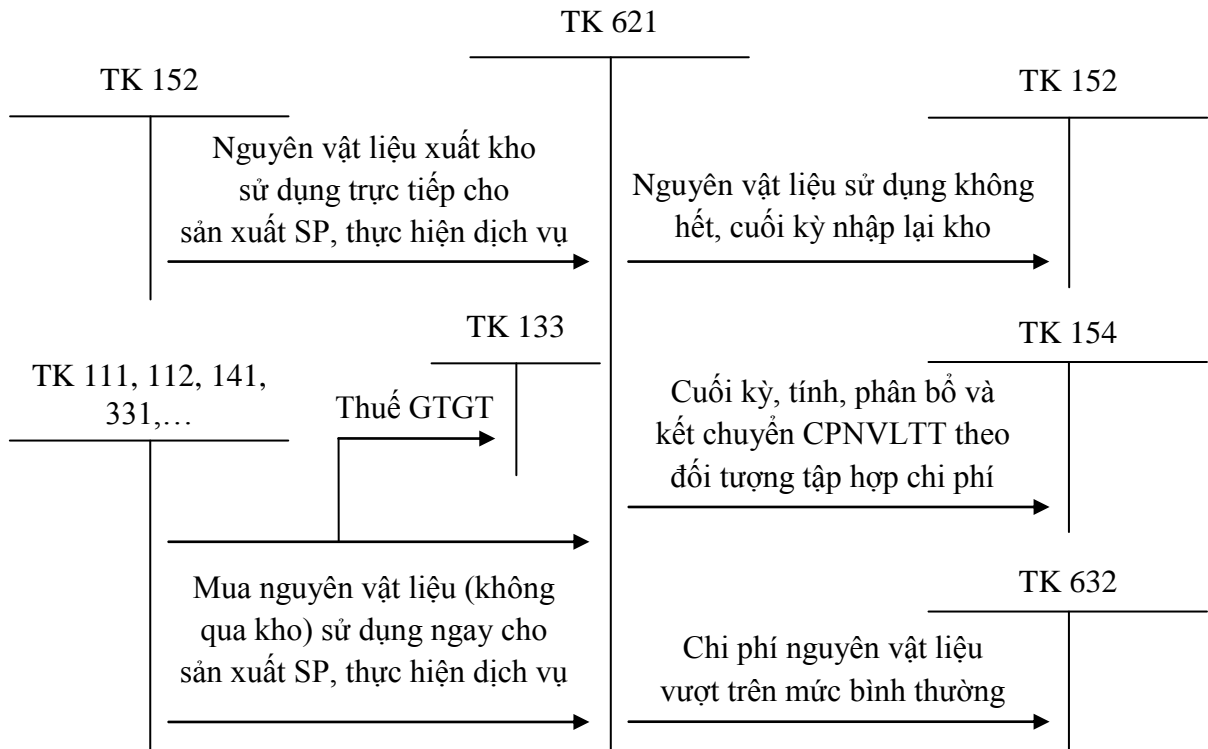 TK 621
TK 152
TK 152
Nguyên vật liệu xuất kho
sử dụng trực tiếp cho
sản xuất SP, thực hiện dịch vụ
Nguyên vật liệu sử dụng không
hết, cuối kỳ nhập lại kho
TK 133
TK 154
TK 111, 112, 141,
331,…
Thuế GTGT
Cuối kỳ, tính, phân bổ và
kết chuyển CPNVLTT theo
đối tượng tập hợp chi phí
Mua nguyên vật liệu (không
qua kho) sử dụng ngay cho
sản xuất SP, thực hiện dịch vụ
TK 632
Chi phí nguyên vật liệu
vượt trên mức bình thường